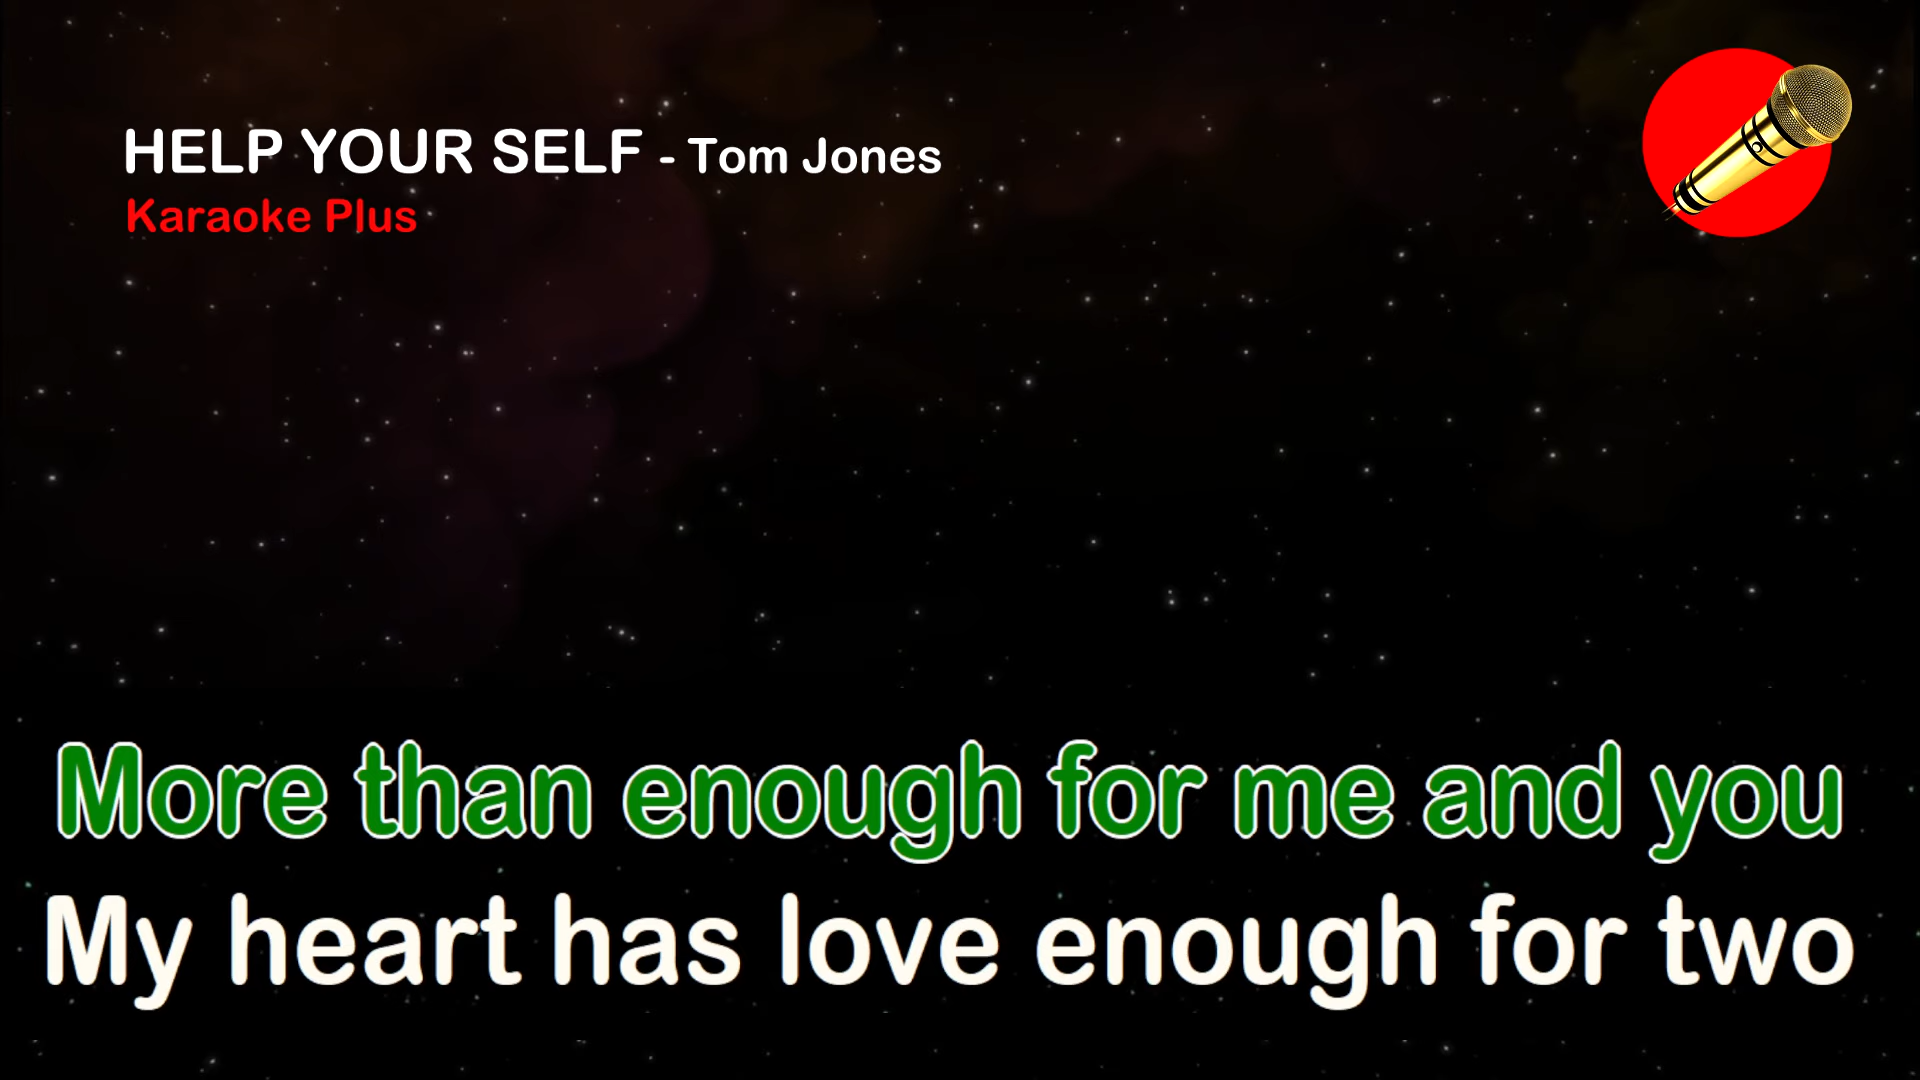 HELP YOUR SELF - Tom Jones
Karaoke Plus
More than enough for me and you
My heart has love enough for two